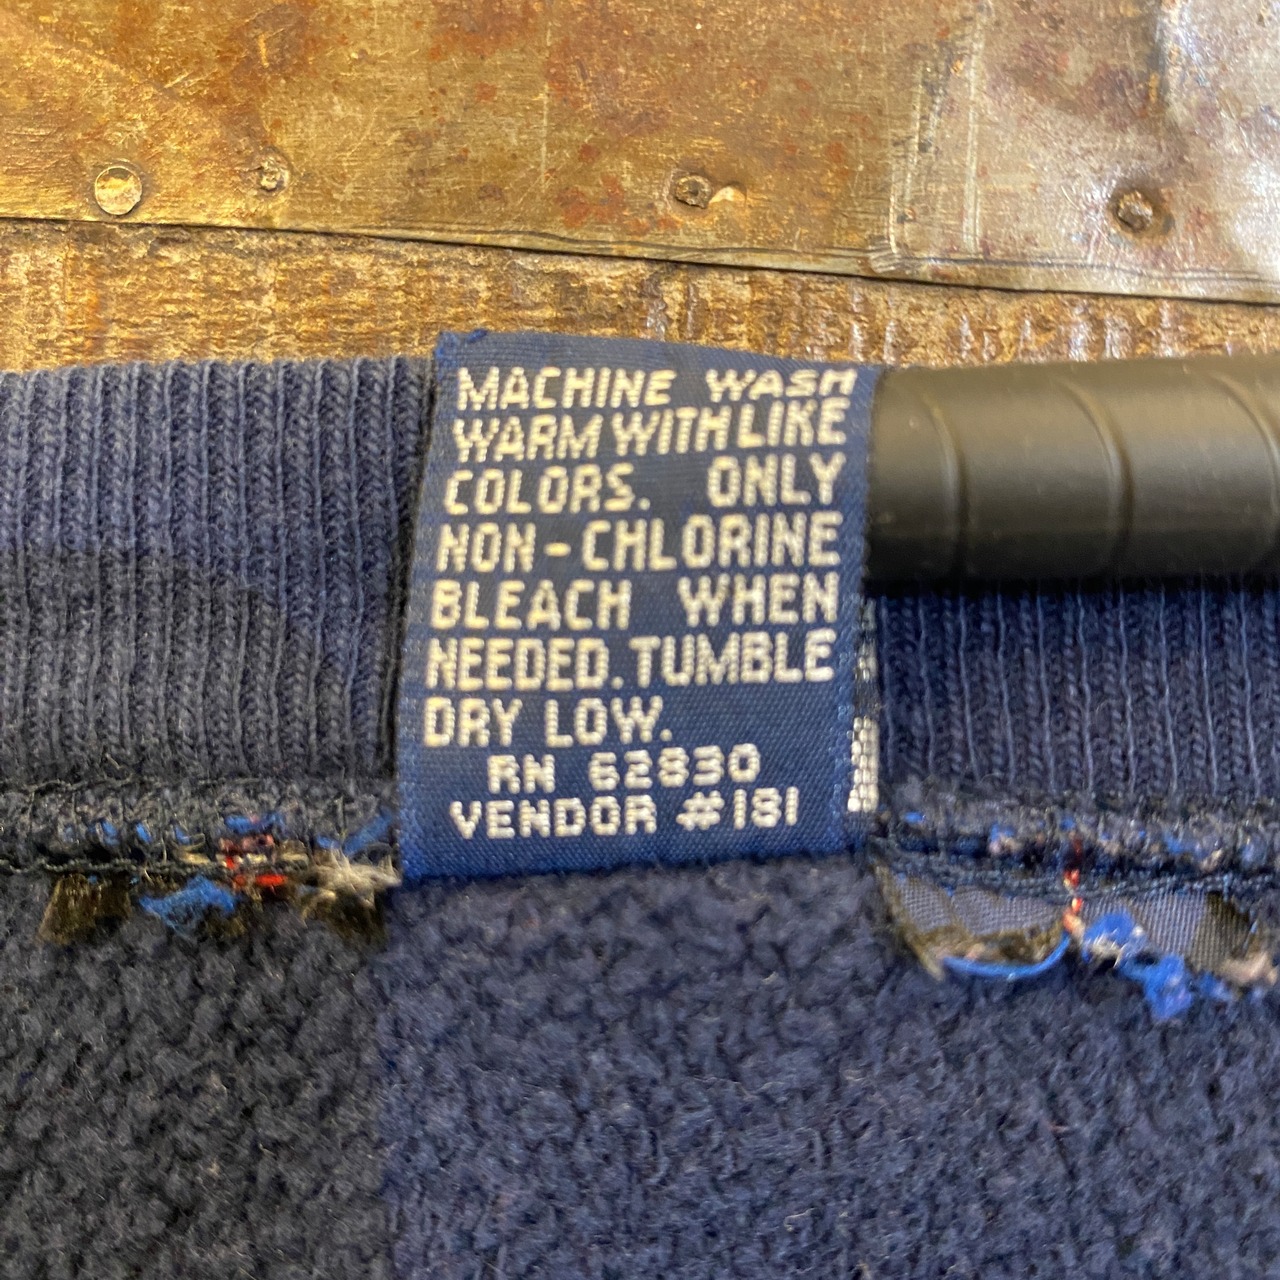 MACHINE WASH
WARM WITH LIKE
COLORS. ONLY
NON-CHLORINE
BLEACH WHEN
NEEDED. TUMBLE
DRY LOW.
RN 62830
VENDOR #181